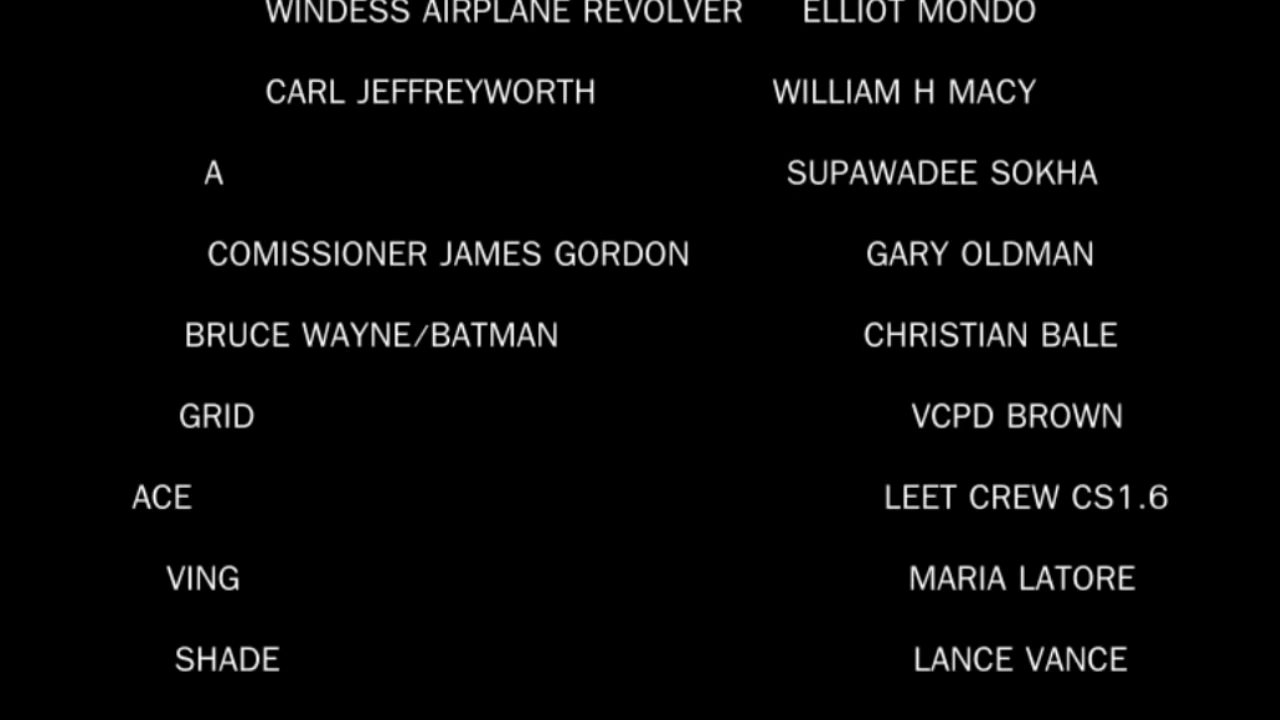 WINDESS AIRPLANE REVOLVER ELLIOT MONDO
CARL JEFFREYWORTH WILLIAM H MACY
A SUPAWADEE SOKHA
COMISSIONER JAMES GORDON GARY OLDMAN
BRUCE WAYNE/BATMAN CHRISTIAN BALE
GRID VCPD BROWN
ACE LEET CREW CS1.6
VING MARIA LATORE
SHADE LANCE VANCE